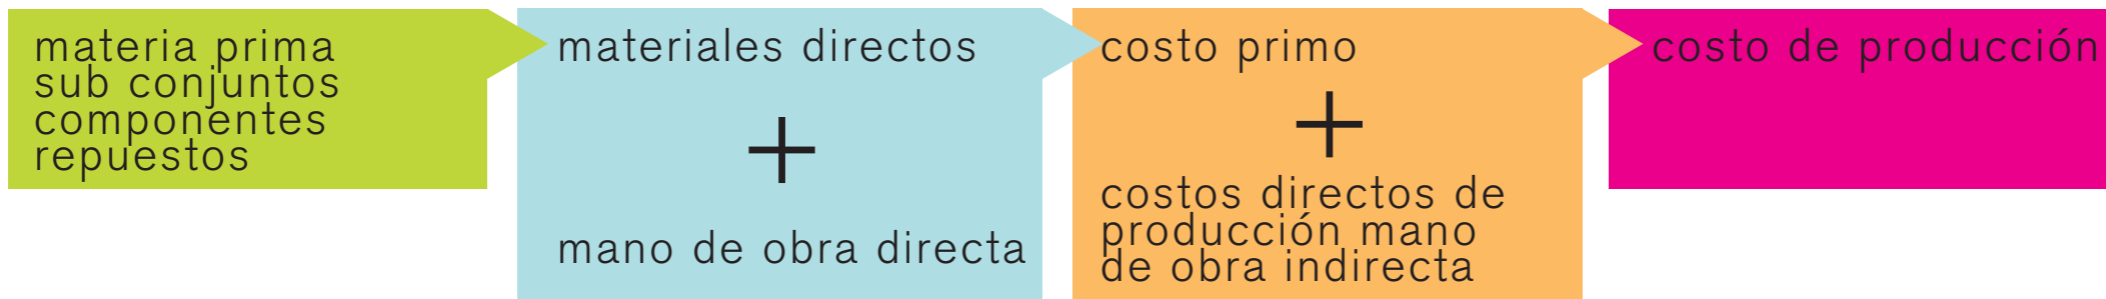 materia prima
sub conjuntos
componentes
repuestos
materiales directos
+
mano de obra directa
costo primo
+
costos directos de
producción mano
de obra indirecta
costo de producción